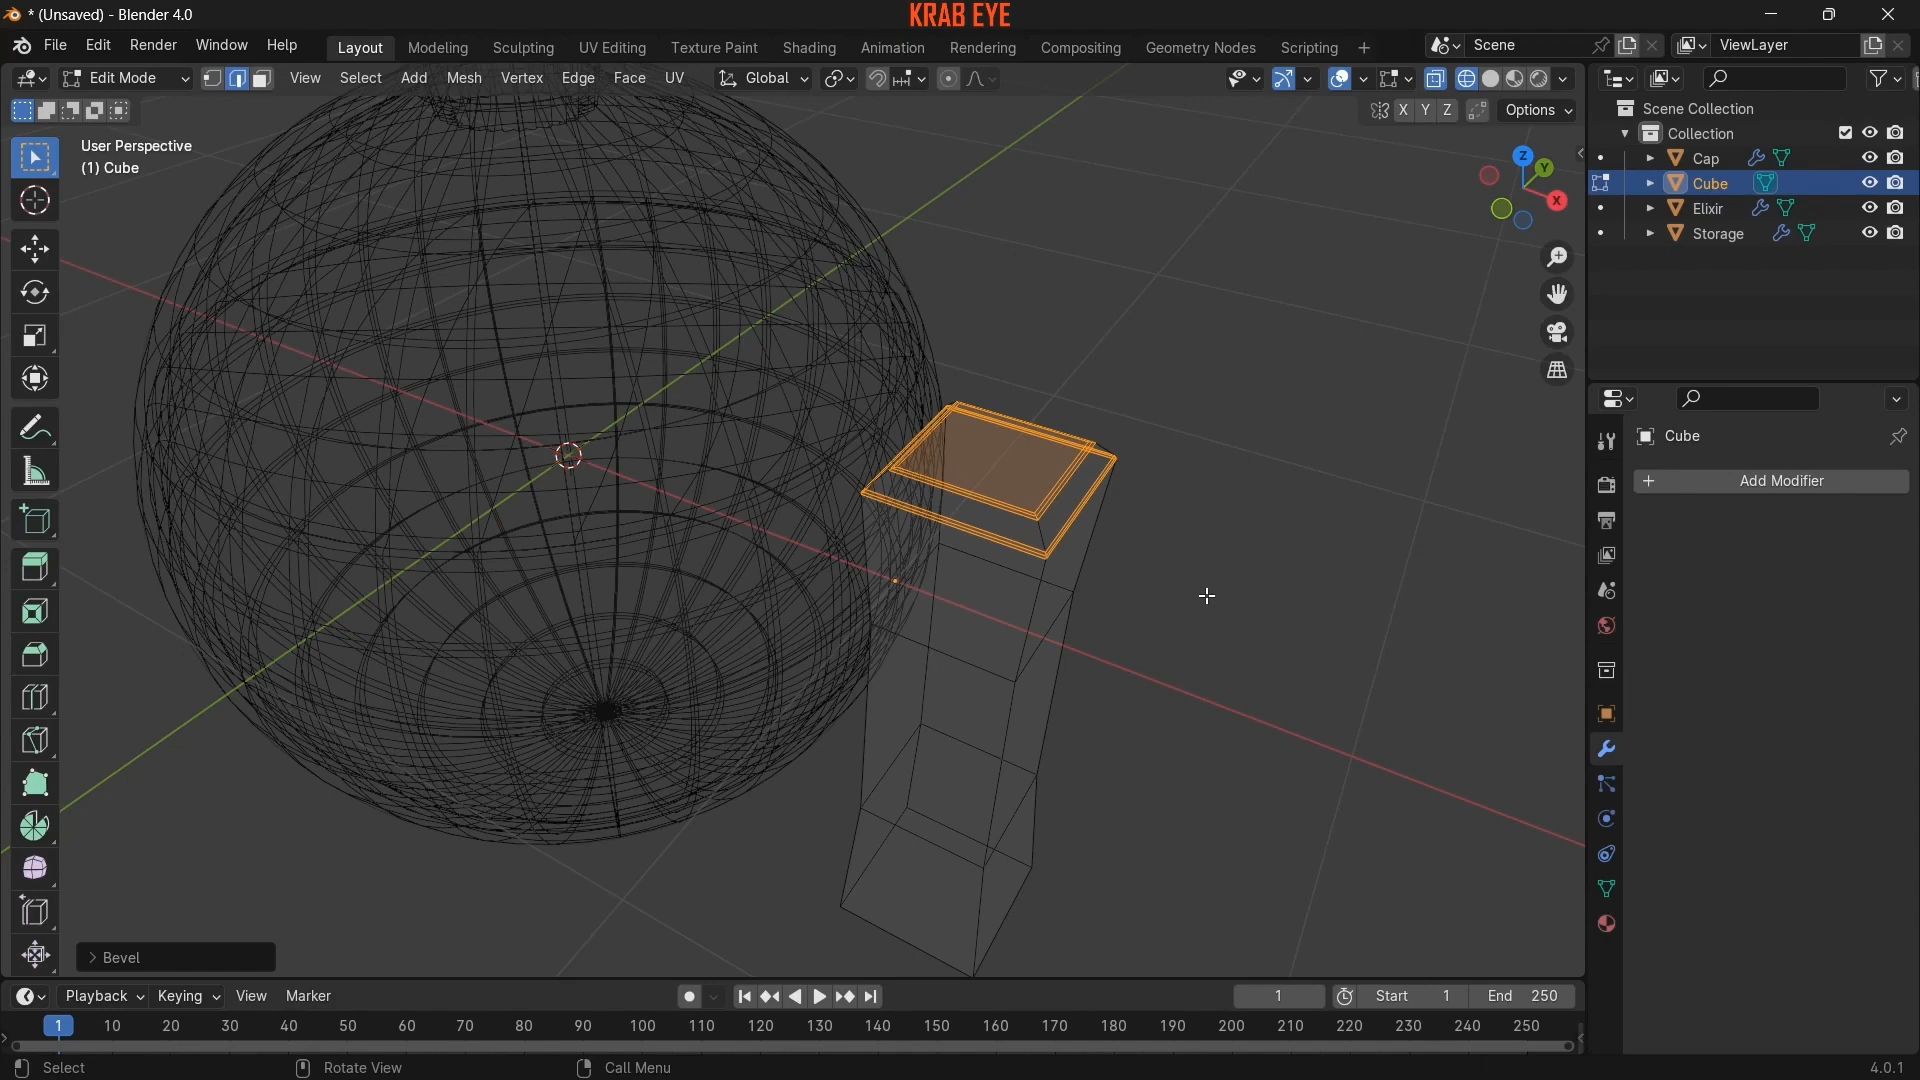 * (Unsaved) - Blender 4.0
KRAB EYE
File Edit Render Window Help Layout Modeling Sculpting UV Editing Texture Paint Shading Animation Rendering Compositing Geometry Nodes Scripting + Scene ViewLayer
Edit Mode View Select Add Mesh Vertex Edge Face UV Global
X Y Z Options
User Perspective
(1) Cube
Z
Y
X
Scene Collection
Collection
Cap
Cube
Elixir
Storage
Cube
+ Add Modifier
> Bevel
Playback Keying View Marker 1 Start 1 End 250
1 10 20 30 40 50 60 70 80 90 100 110 120 130 140 150 160 170 180 190 200 210 220 230 240 250
Select Rotate View Call Menu 4.0.1